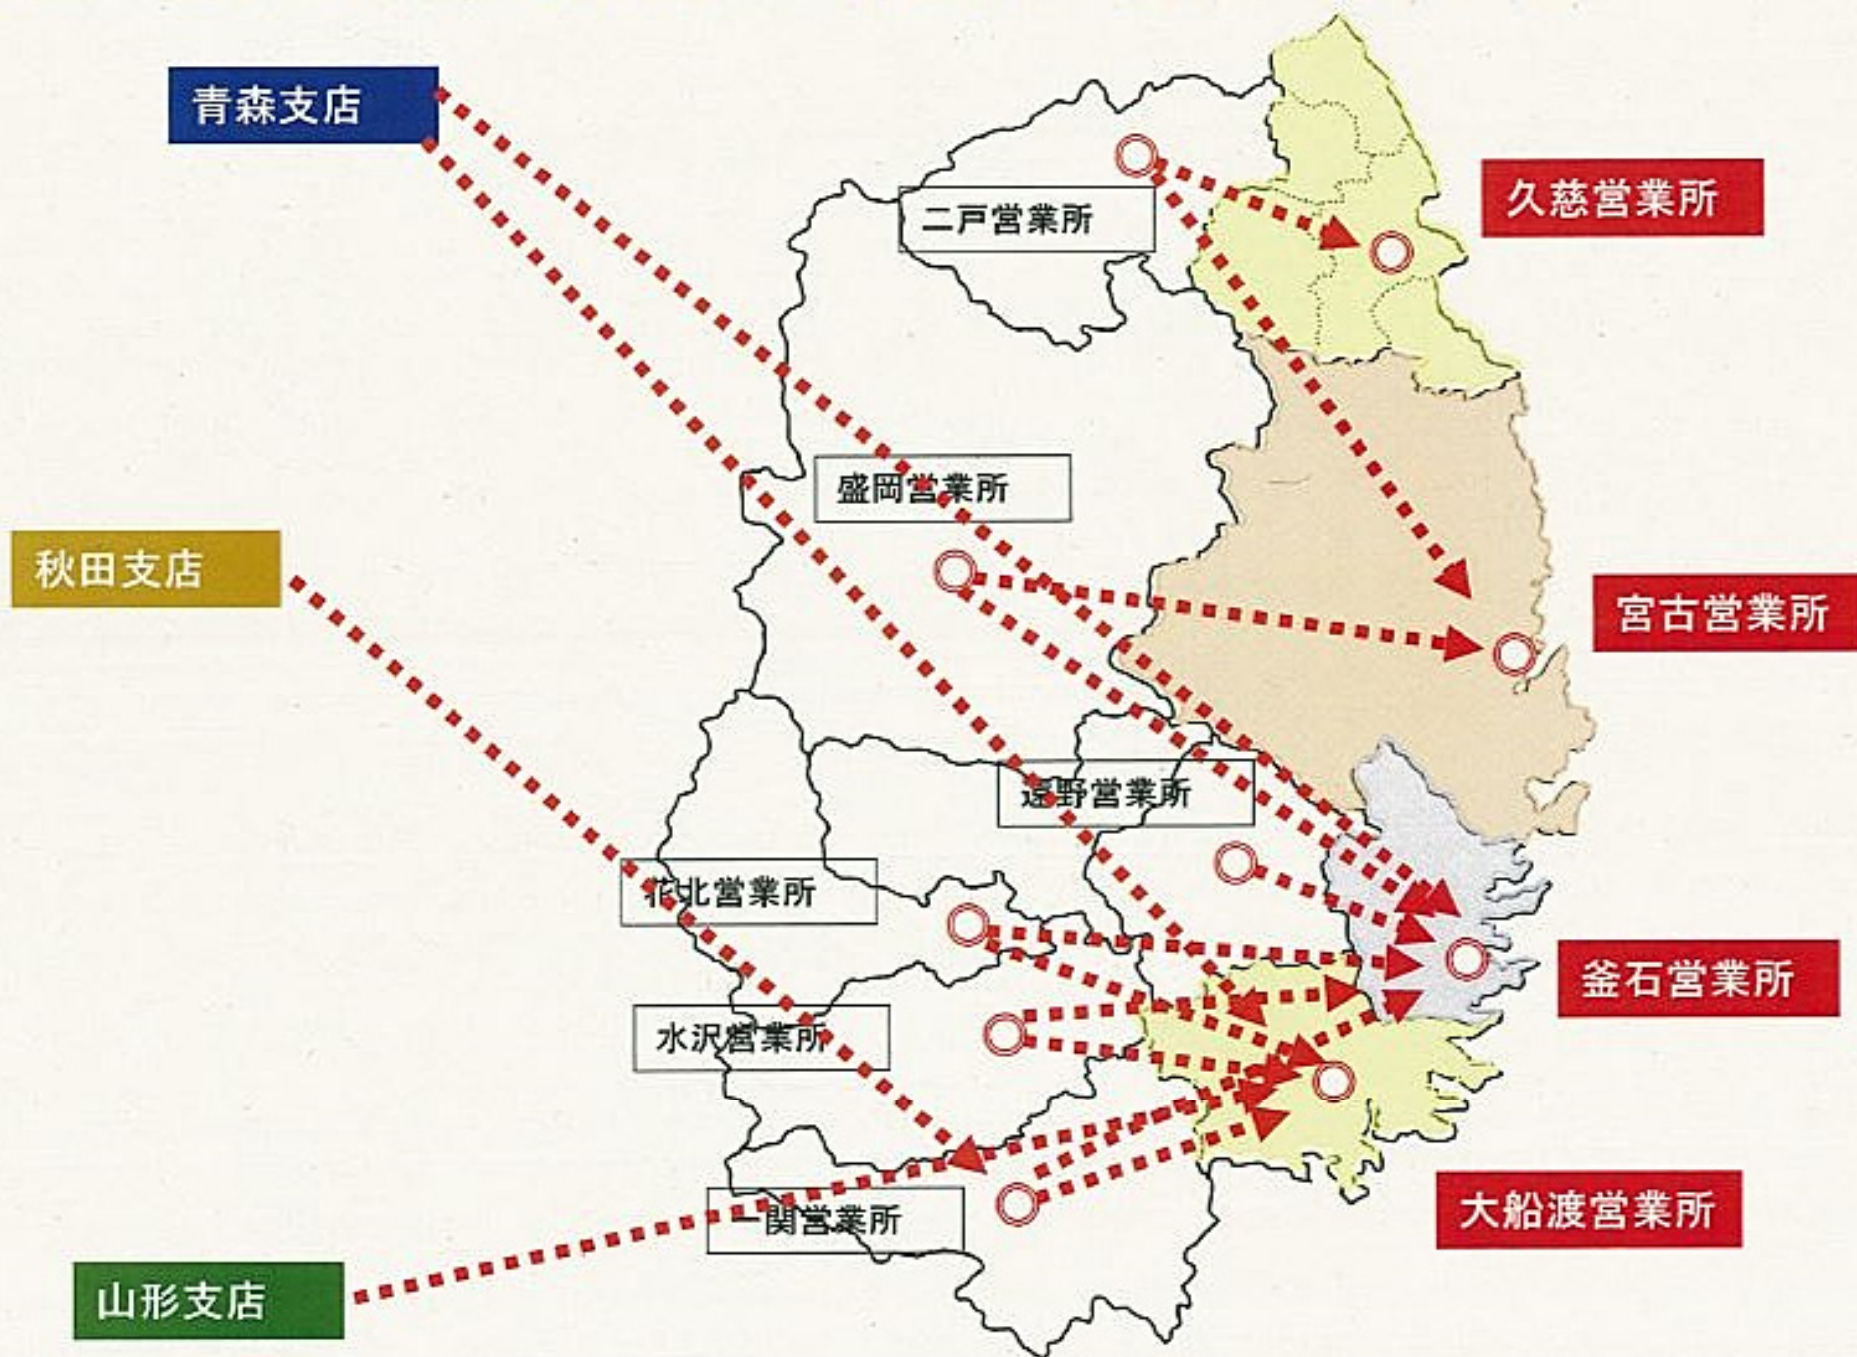 青森支店
久慈営業所
二戸営業所
盛岡営業所
秋田支店
宮古営業所
遠野営業所
花北営業所
釜石営業所
水沢営業所
大船渡営業所
一関営業所
山形支店